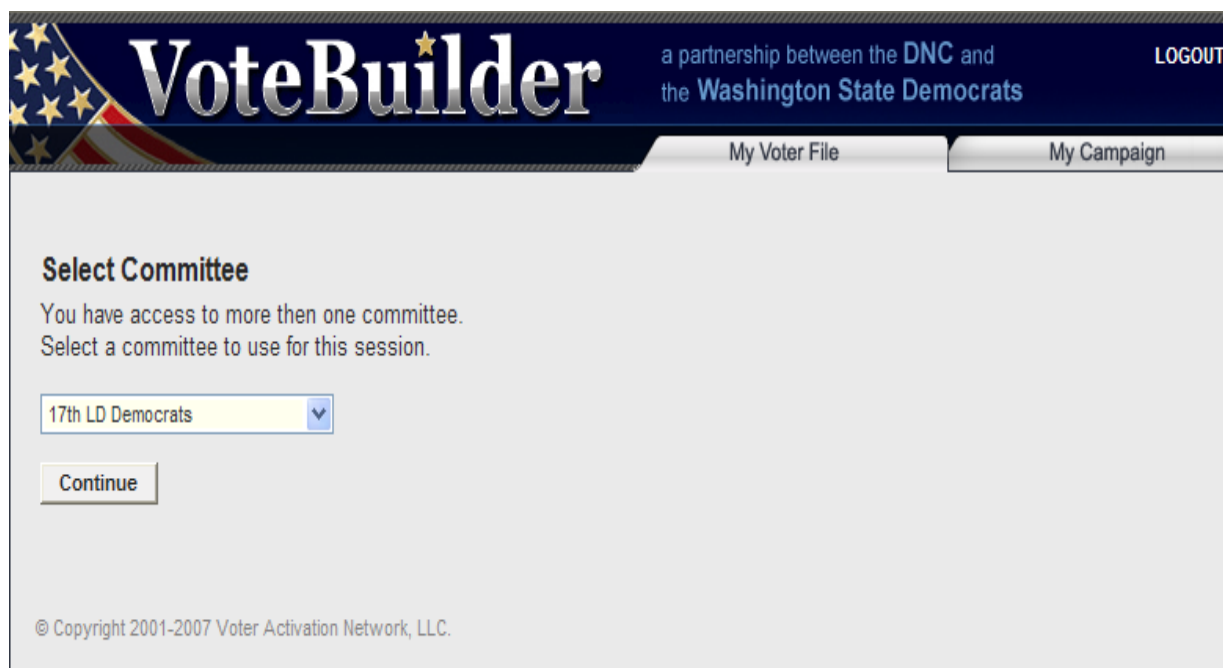 VoteBuilder
a partnership between the DNC and
the Washington State Democrats
LOGOUT
My Voter File
My Campaign
Select Committee
You have access to more then one committee.
Select a committee to use for this session.
17th LD Democrats
Continue
© Copyright 2001-2007 Voter Activation Network, LLC.